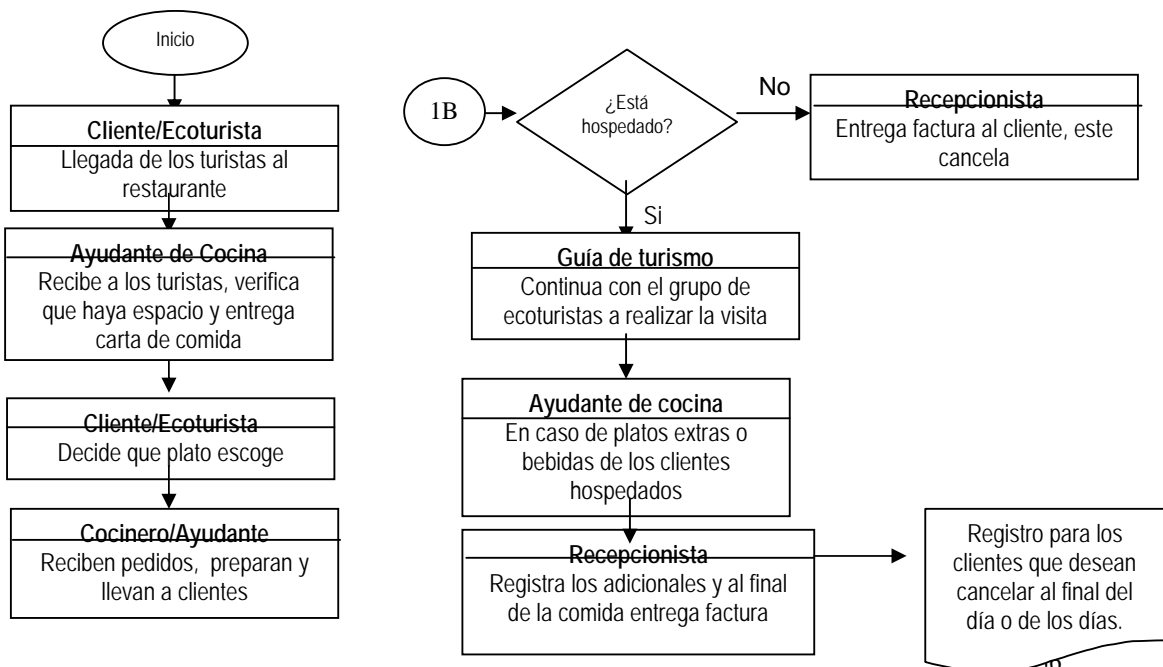 Inicio
Cliente/Ecoturista
Llegada de los turistas al
restaurante
Ayudante de Cocina
Recibe a los turistas, verifica
que haya espacio y entrega
carta de comida
Cliente/Ecoturista
Decide que plato escoge
Cocinero/Ayudante
Reciben pedidos, preparan y
llevan a clientes
1B
¿Está
hospedado?
No
Recepcionista
Entrega factura al cliente, este
cancela
Si
Guía de turismo
Continua con el grupo de
ecoturistas a realizar la visita
Ayudante de cocina
En caso de platos extras o
bebidas de los clientes
hospedados
Recepcionista
Registra los adicionales y al final
de la comida entrega factura
Registro para los
clientes que desean
cancelar al final del
día o de los días.